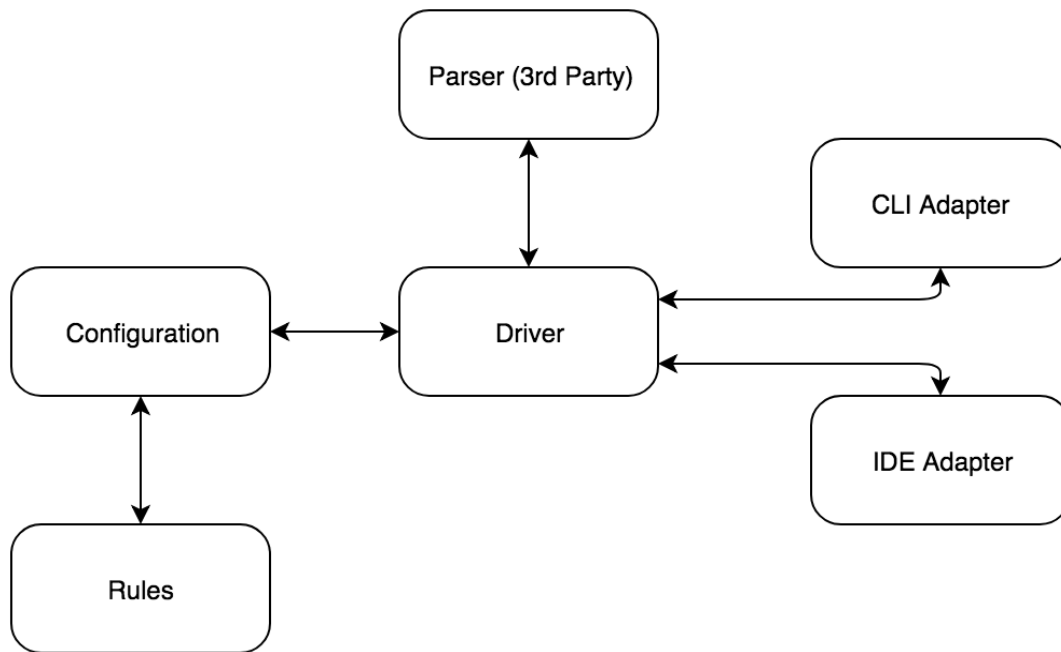 Parser (3rd Party)
CLI Adapter
Configuration
Driver
IDE Adapter
Rules